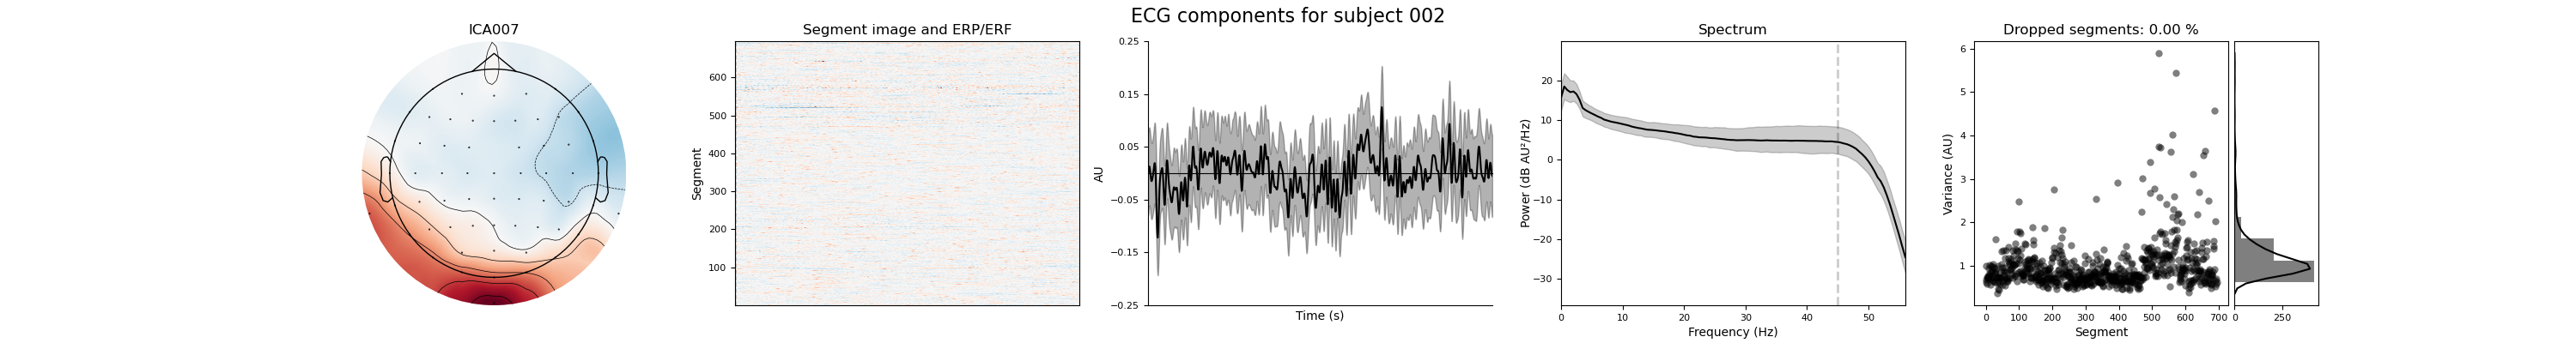 ECG components for subject 002
ICA007
Segment image and ERP/ERF
Segment
600
500
400
300
200
100
AU
0.25
0.15
0.05
−0.05
−0.15
−0.25
Time (s)
Spectrum
Power (dB AU²/Hz)
20
10
0
−10
−20
−30
0 10 20 30 40 50
Frequency (Hz)
Dropped segments: 0.00 %
Variance (AU)
6
5
4
3
2
1
0 100 200 300 400 500 600 700
Segment
0 250